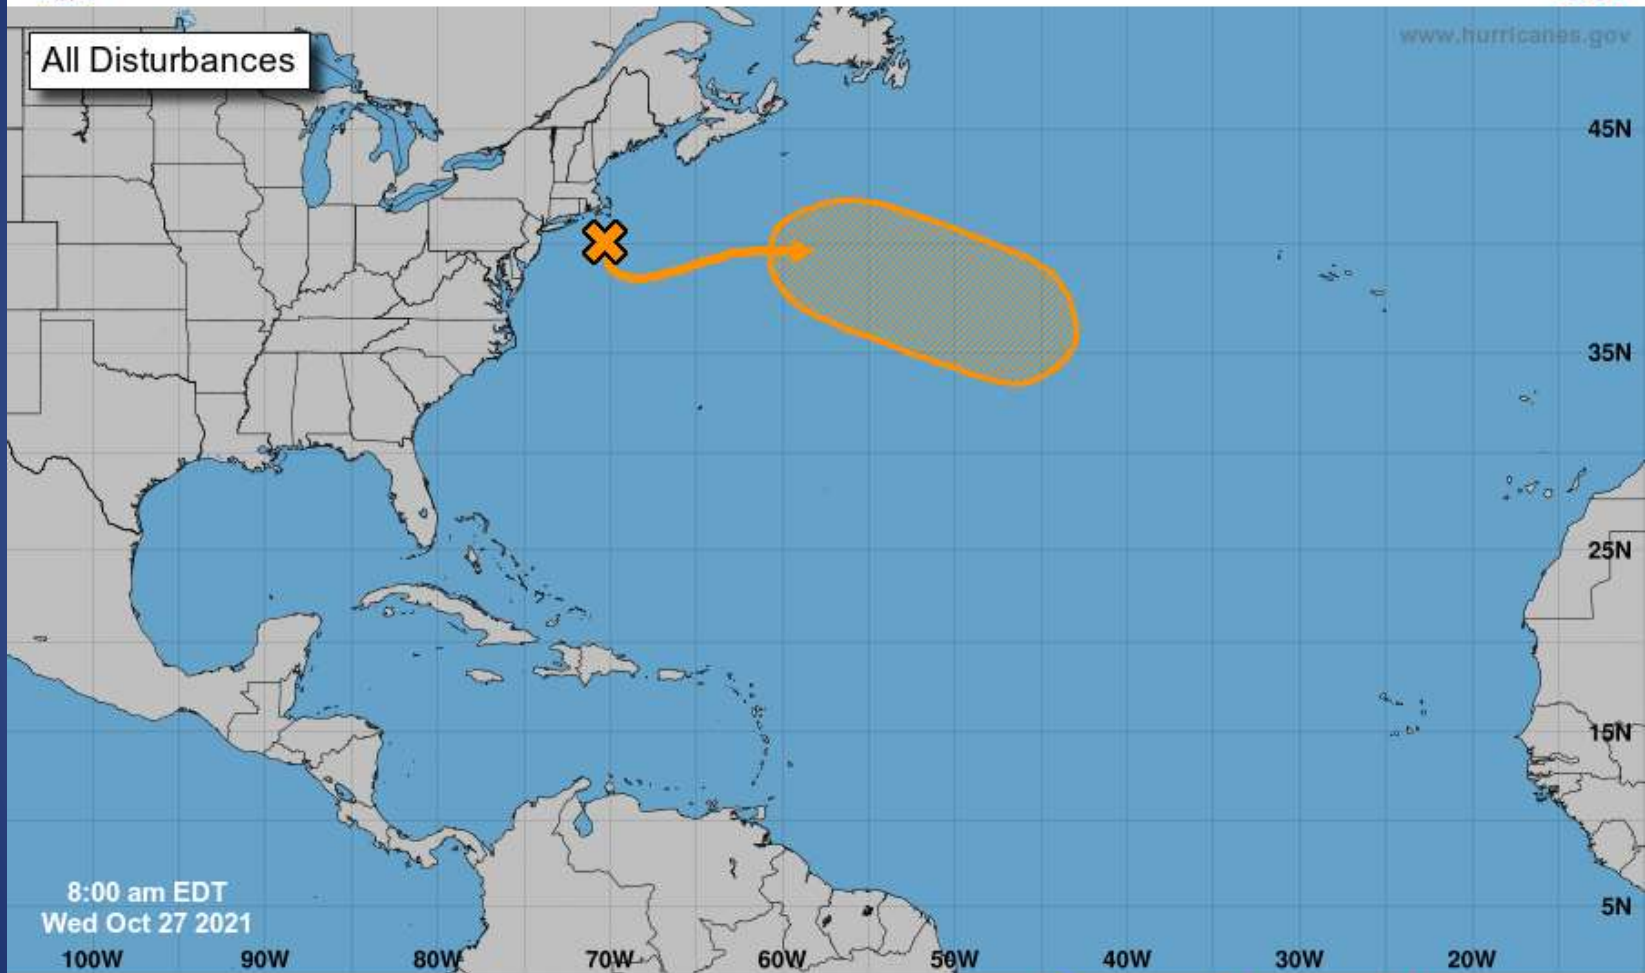 All Disturbances
www.hurricanes.gov
45N
35N
25N
15N
5N
8:00 am EDT
Wed Oct 27 2021
100W 90W 80W 70W 60W 50W 40W 30W 20W